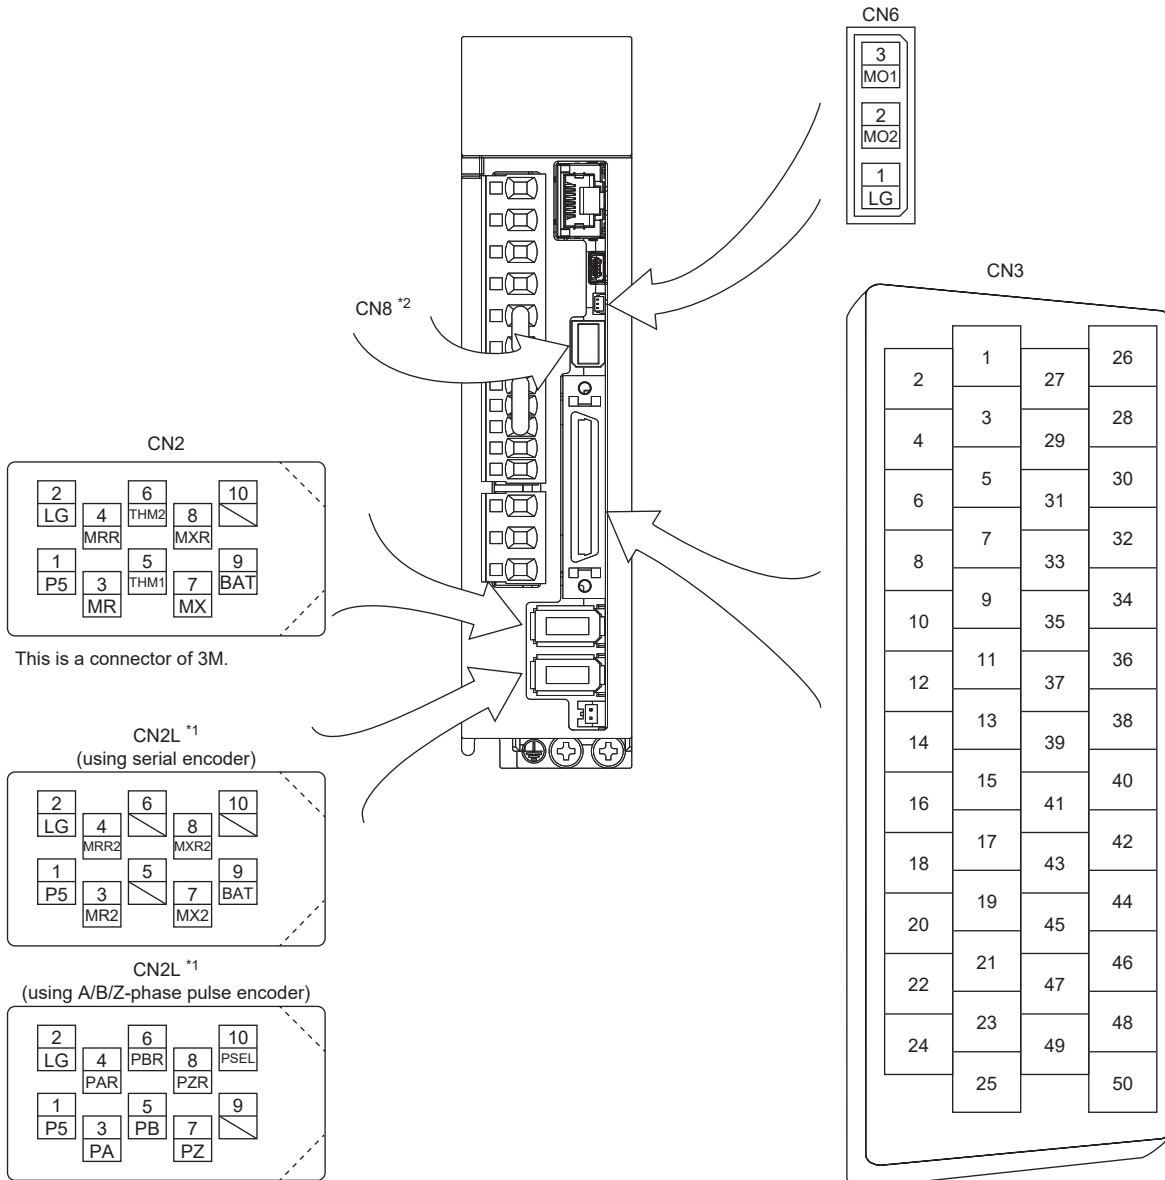 CN6
3
MO1
2
MO2
1
LG
CN8 *2
CN2
2 6 10
LG 4 THM2 8
MRR MXR
1 5 9
P5 3 THM1 7 BAT
MR MX
This is a connector of 3M.
CN2L *1
(using serial encoder)
2 6 10
LG 4 8
MRR2 MXR2
1 5 9
P5 3 7 BAT
MR2 MX2
CN2L *1
(using A/B/Z-phase pulse encoder)
2 6 10
LG 4 PBR 8 PSEL
PAR PZR
1 5 9
P5 3 PB 7
PA PZ
CN3
1 26
2 27
3 28
4 29
5 30
6 31
7 32
8 33
9 34
10 35
11 36
12 37
13 38
14 39
15 40
16 41
17 42
18 43
19 44
20 45
21 46
22 47
23 48
24 49
25 50